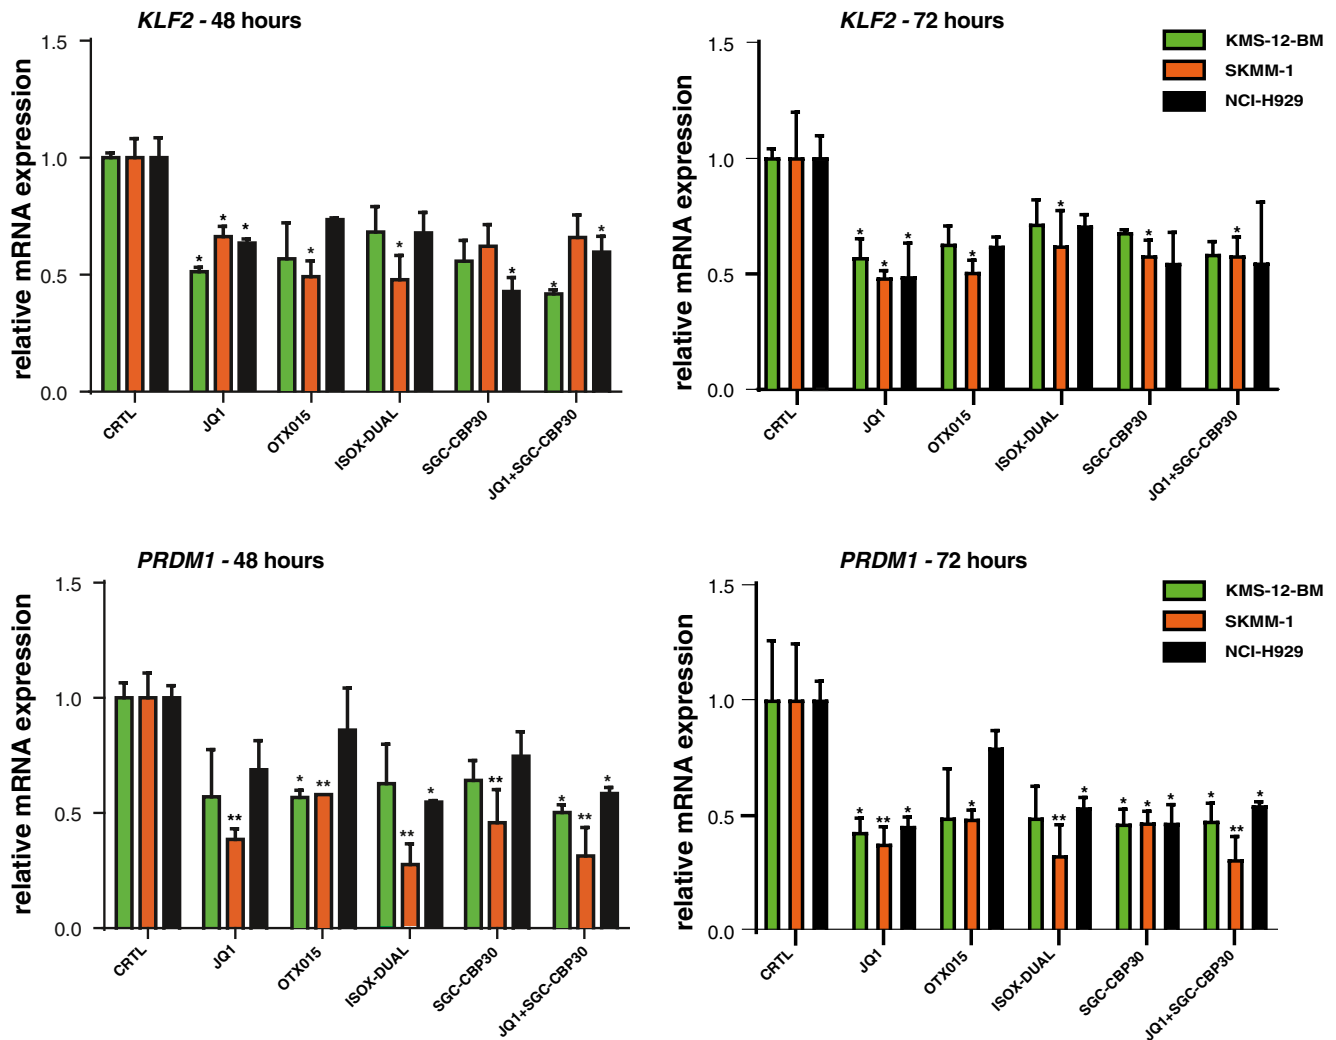 KLF2 - 48 hours
relative mRNA expression
1.5
1.0
0.5
0.0
* * *
*
*
*
* *
CRTL
JQ1
OTX015
ISOX-DUAL
SGC-CBP30
JQ1+SGC-CBP30
KLF2 - 72 hours
relative mRNA expression
1.5
1.0
0.5
0.0
* * *
*
*
*
*
CRTL
JQ1
OTX015
ISOX-DUAL
SGC-CBP30
JQ1+SGC-CBP30
KMS-12-BM
SKMM-1
NCI-H929
PRDM1 - 48 hours
relative mRNA expression
1.5
1.0
0.5
0.0
**
* **
** *
**
* ** *
CRTL
JQ1
OTX015
ISOX-DUAL
SGC-CBP30
JQ1+SGC-CBP30
PRDM1 - 72 hours
relative mRNA expression
1.5
1.0
0.5
0.0
* ** *
*
** *
* * *
* ** *
CRTL
JQ1
OTX015
ISOX-DUAL
SGC-CBP30
JQ1+SGC-CBP30
KMS-12-BM
SKMM-1
NCI-H929